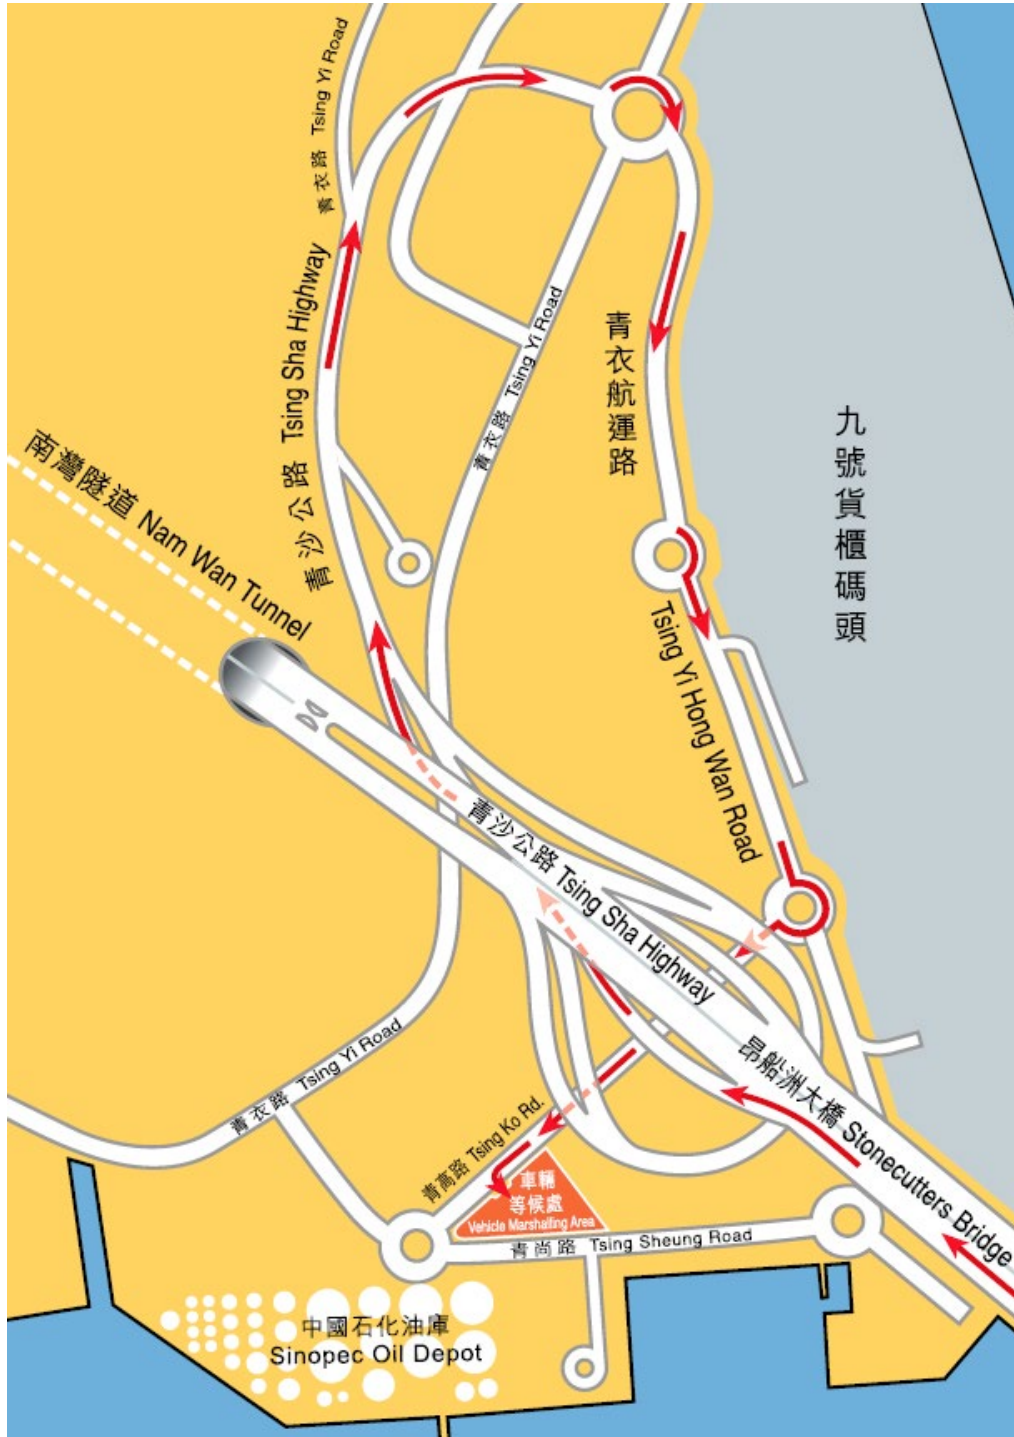 青衣路 Tsing Yi Road
青沙公路 Tsing Sha Highway
青衣路 Tsing Yi Road
青衣航運路
九號貨櫃碼頭
南灣隧道 Nam Wan Tunnel
Tsing Yi Hong Wan Road
青沙公路 Tsing Sha Highway
昂船洲大橋 Stonecutters Bridge
青衣路 Tsing Yi Road
青高路 Tsing Ko Rd.
車輛
等候處
Vehicle Marshalling Area
青尚路 Tsing Sheung Road
中國石化油庫
Sinopec Oil Depot